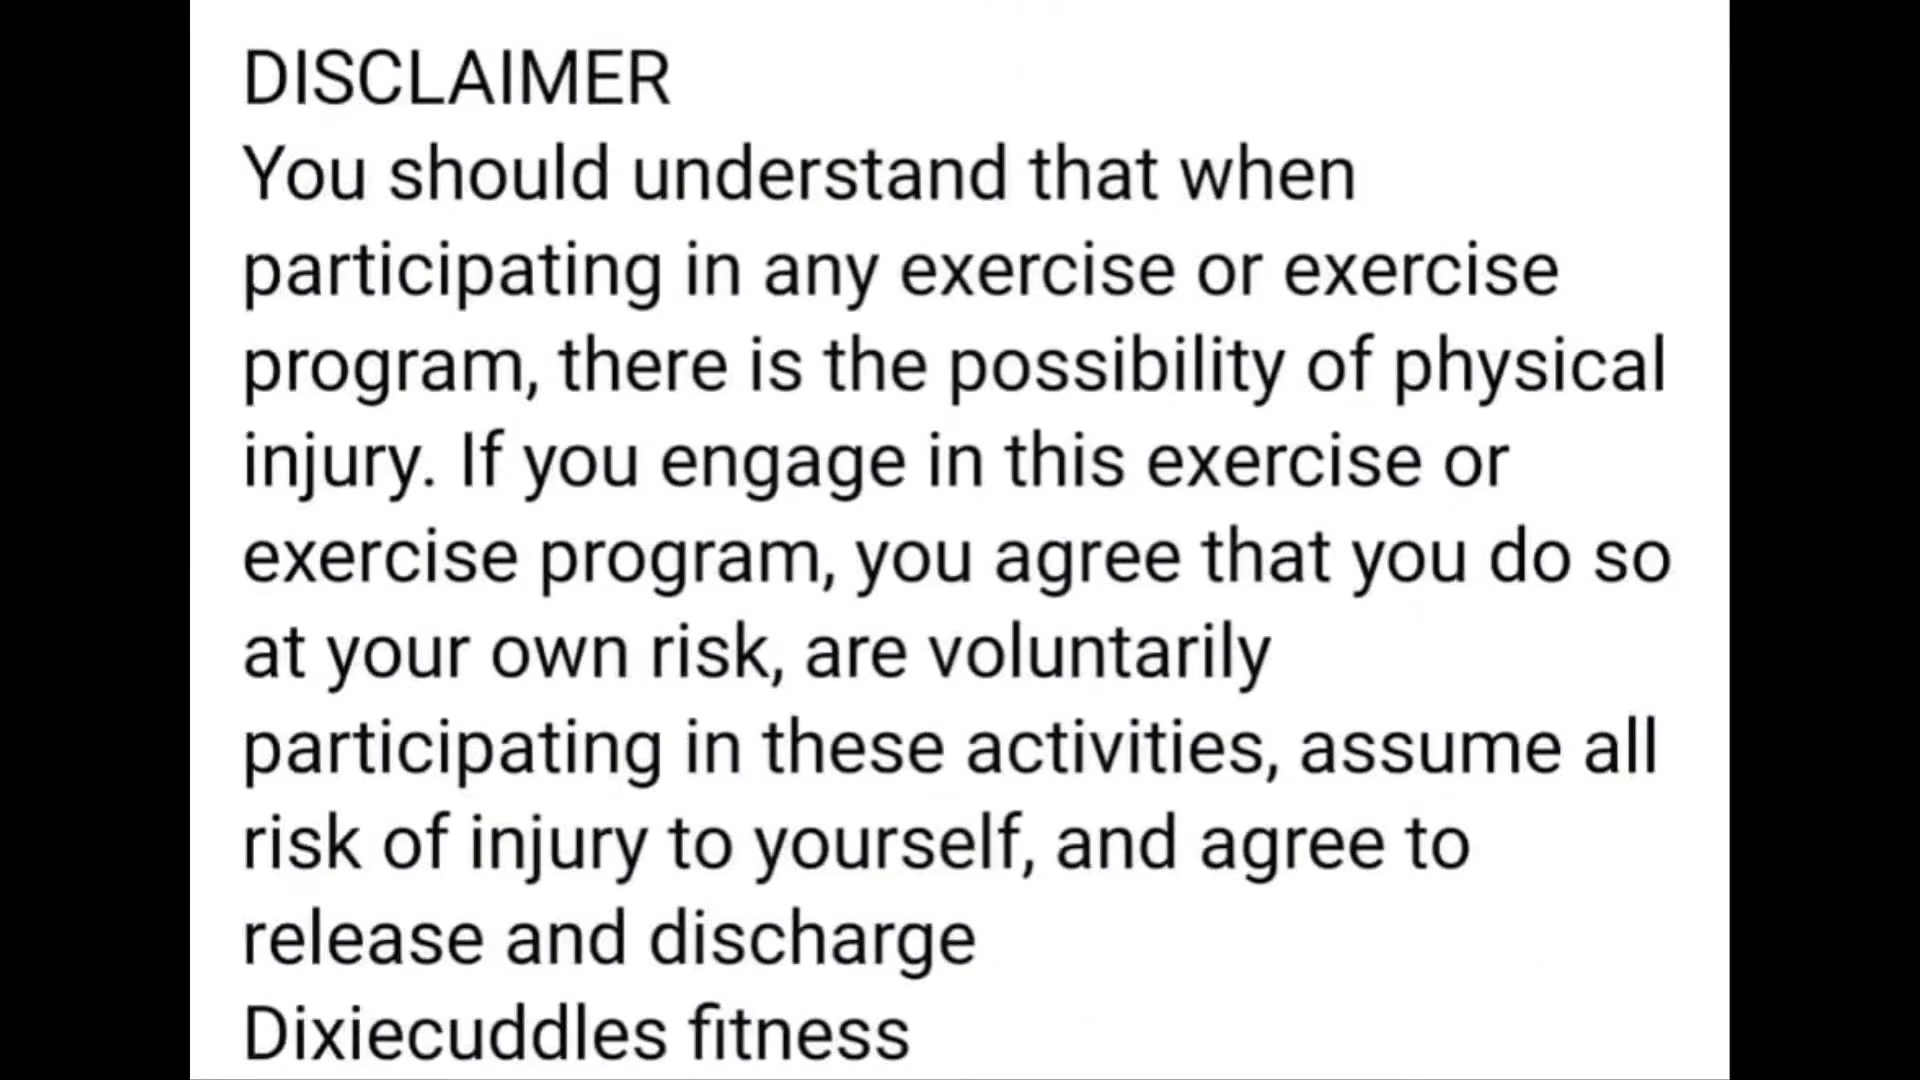 DISCLAIMER
You should understand that when
participating in any exercise or exercise
program, there is the possibility of physical
injury. If you engage in this exercise or
exercise program, you agree that you do so
at your own risk, are voluntarily
participating in these activities, assume all
risk of injury to yourself, and agree to
release and discharge
Dixiecuddles fitness